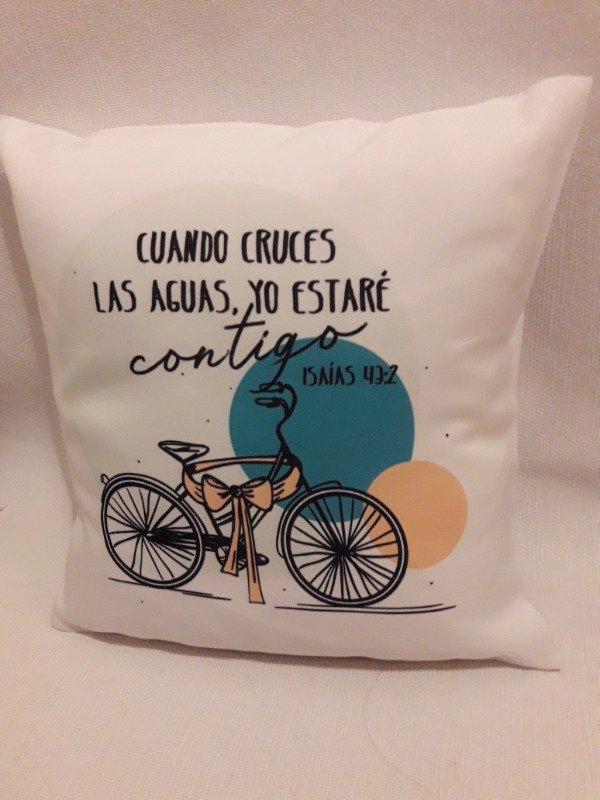 CUANDO CRUCES
LAS AGUAS, YO ESTARÉ
contigo
ISAÍAS 43:2